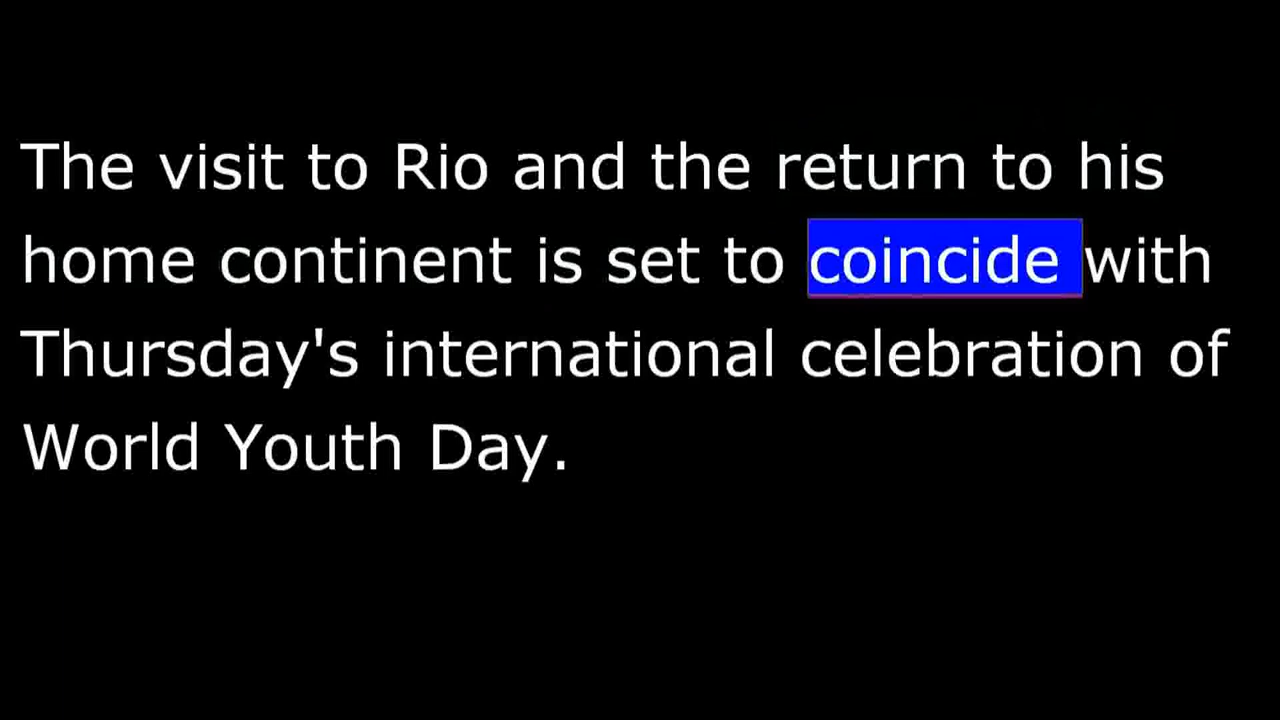 The visit to Rio and the return to his
home continent is set to coincide with
Thursday's international celebration of
World Youth Day.